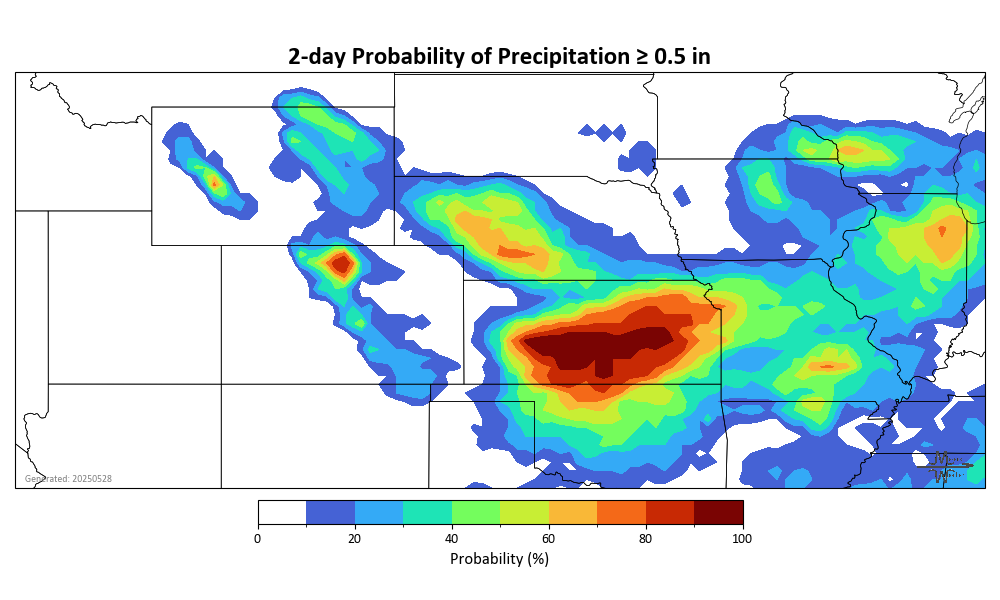 2-day Probability of Precipitation ≥ 0.5 in
Generated: 20250528
0 20 40 60 80 100
Probability (%)